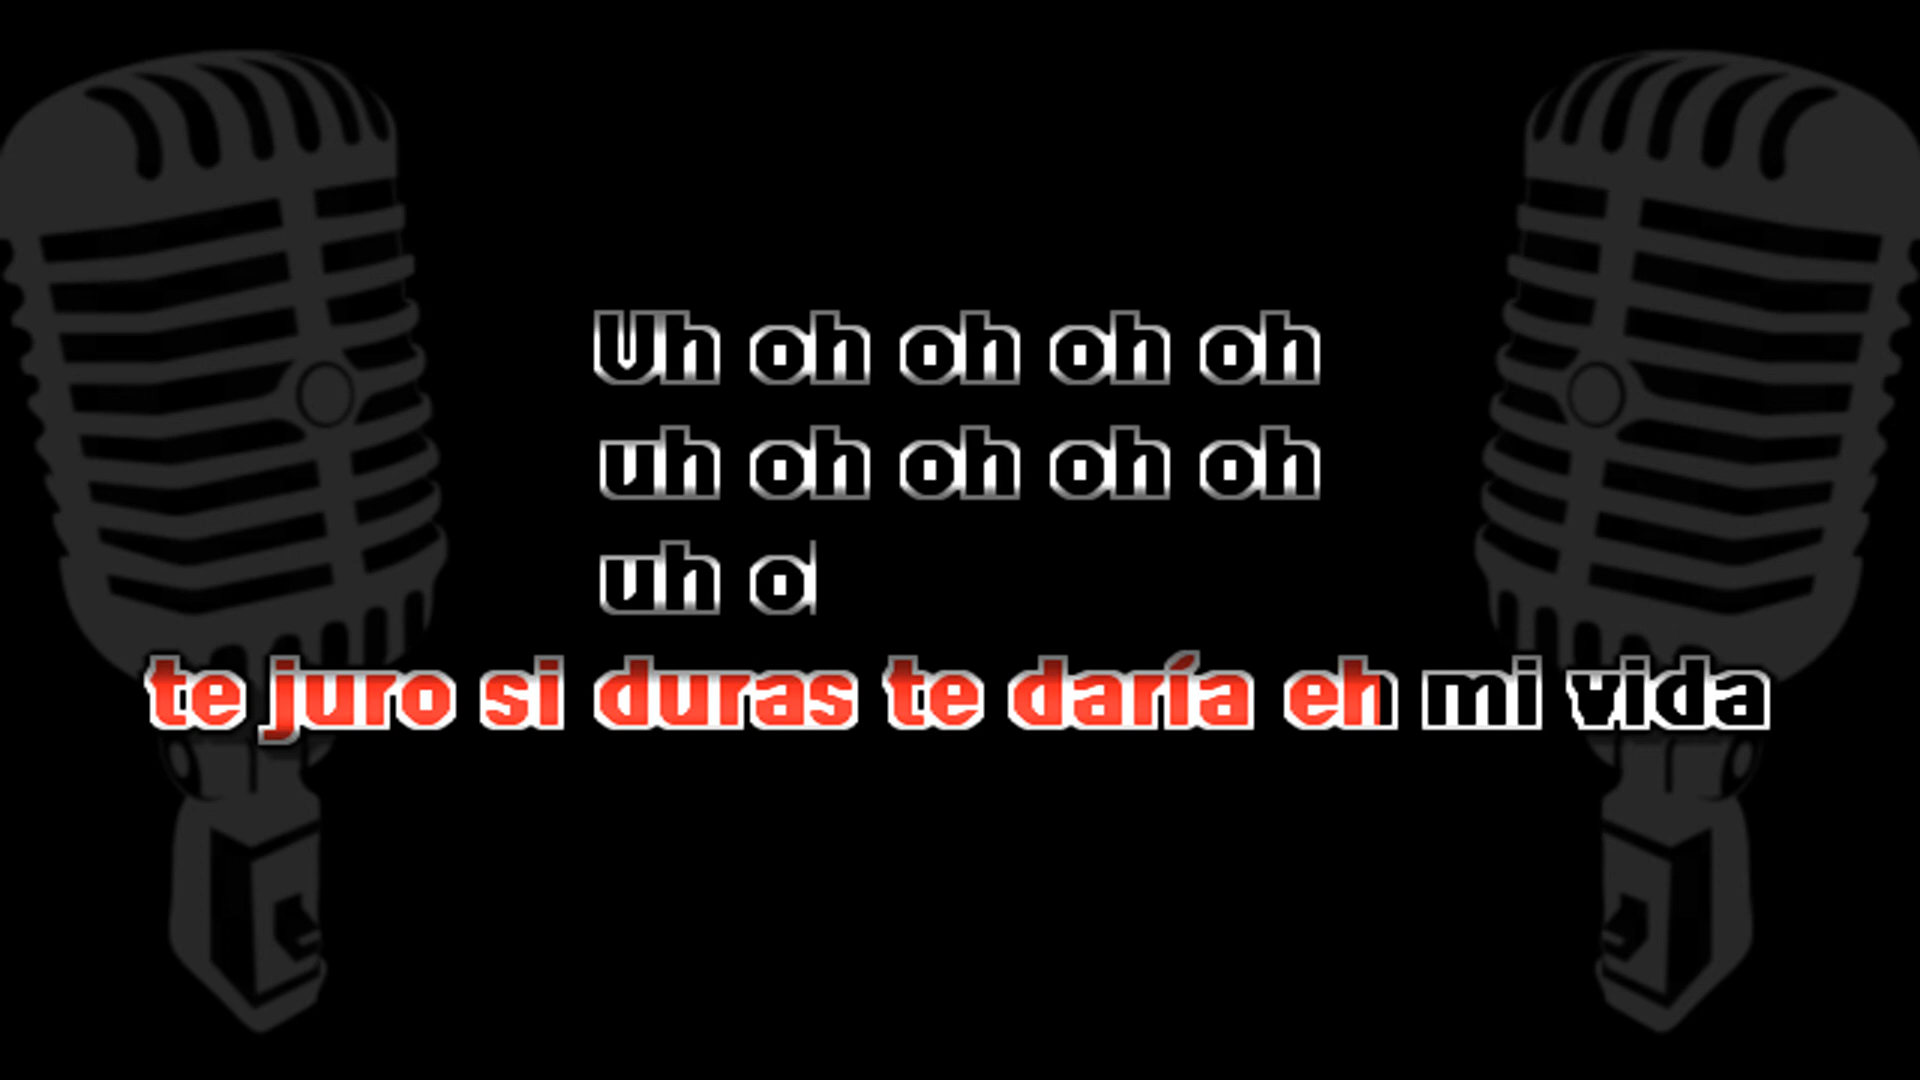 Uh oh oh oh oh
uh oh oh oh oh
uh o
te juro si duras te daría eh mi vida